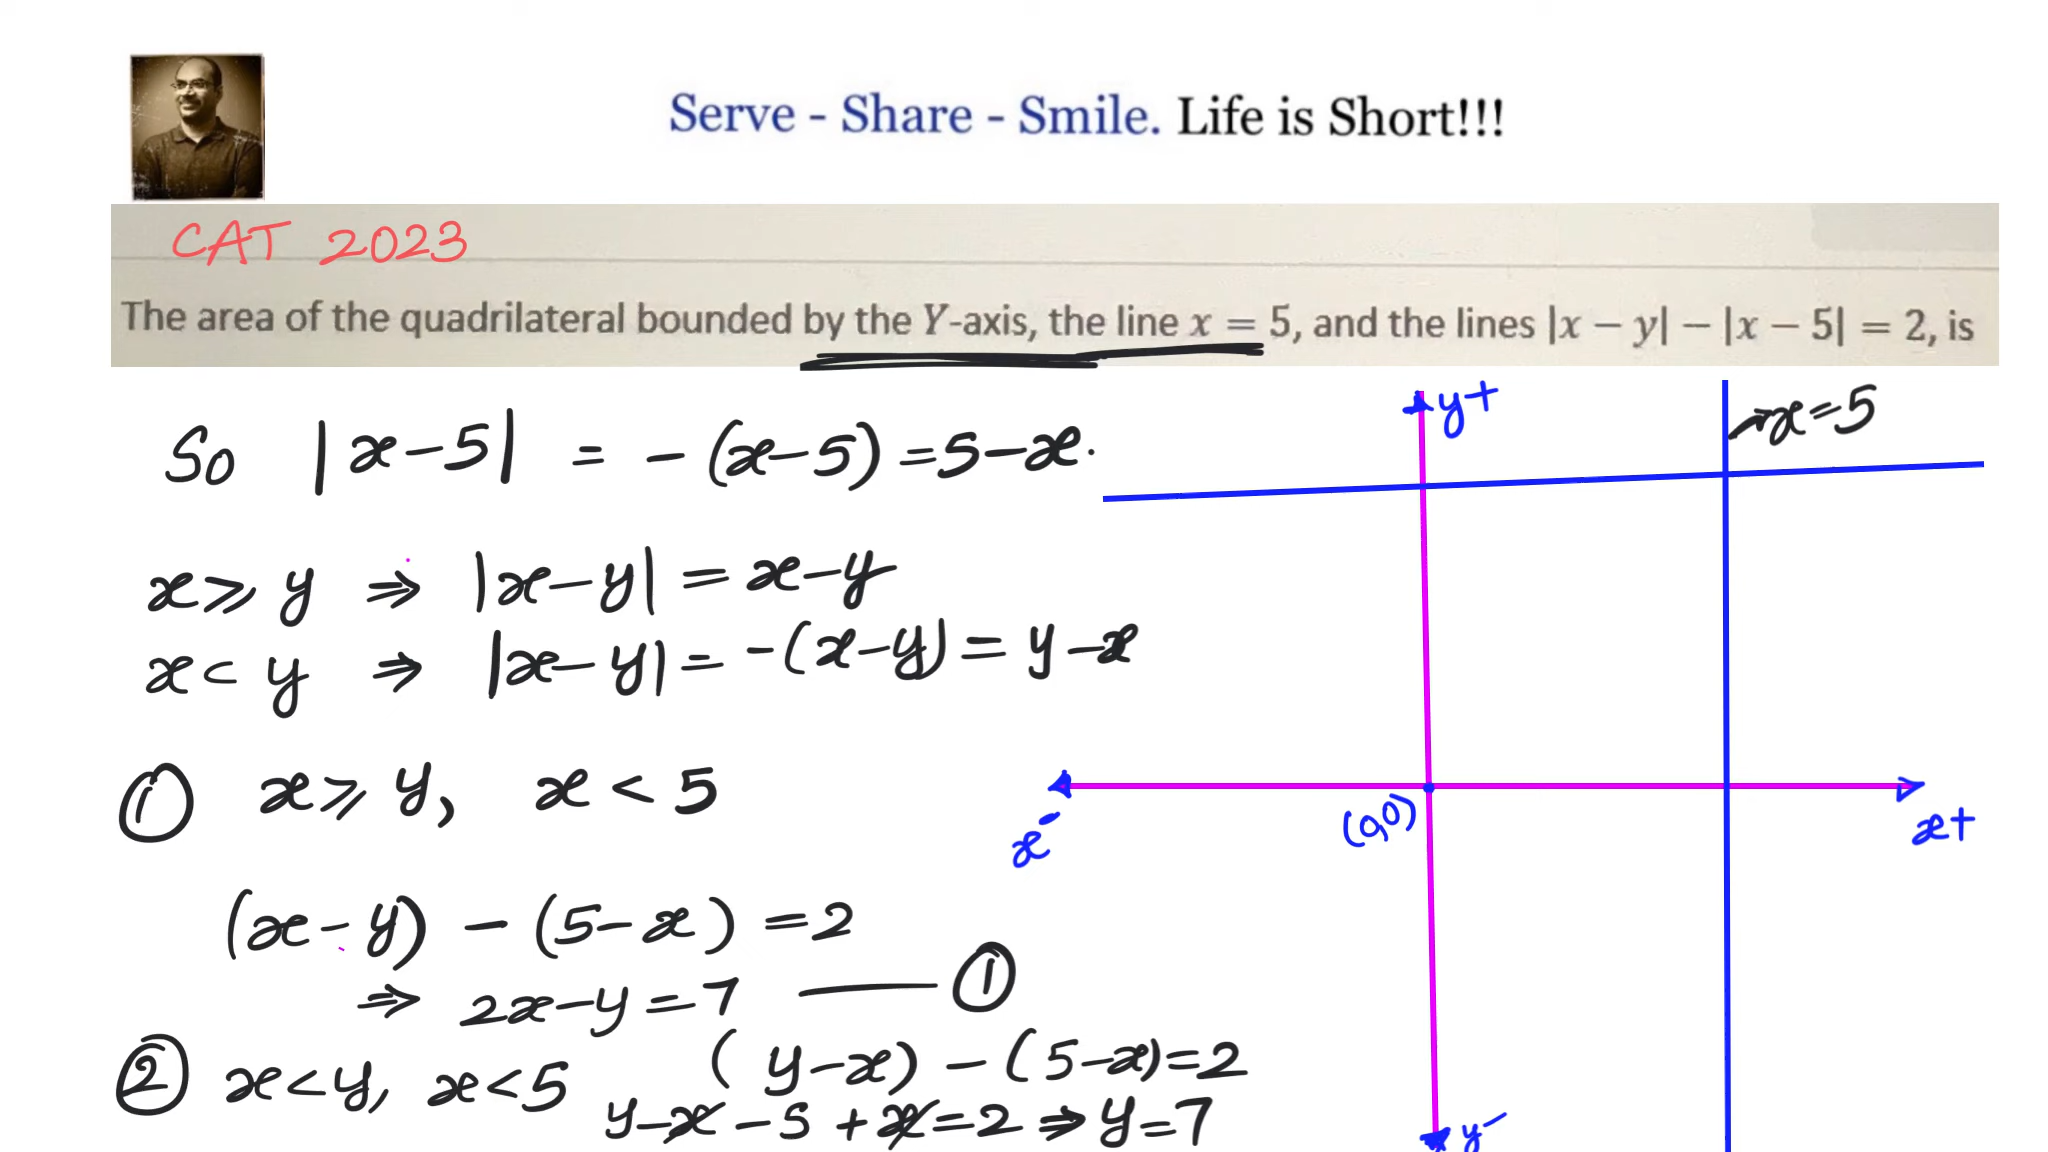 Serve - Share - Smile. Life is Short!!!
CAT 2023
The area of the quadrilateral bounded by the Y-axis, the line x = 5, and the lines |x − y| − |x − 5| = 2, is
So |x-5| = -(x-5) = 5-x.
x ⩾ y ⇒ |x-y| = x-y
x < y ⇒ |x-y| = -(x-y) = y-x
① x ⩾ y, x < 5
(x-y) - (5-x) = 2
⇒ 2x-y = 7 —— ①
② x < y, x < 5 (y-x) - (5-x) = 2
y-x-5+x=2 ⇒ y=7
y+
x=5
(0,0)
x-
x+
y-